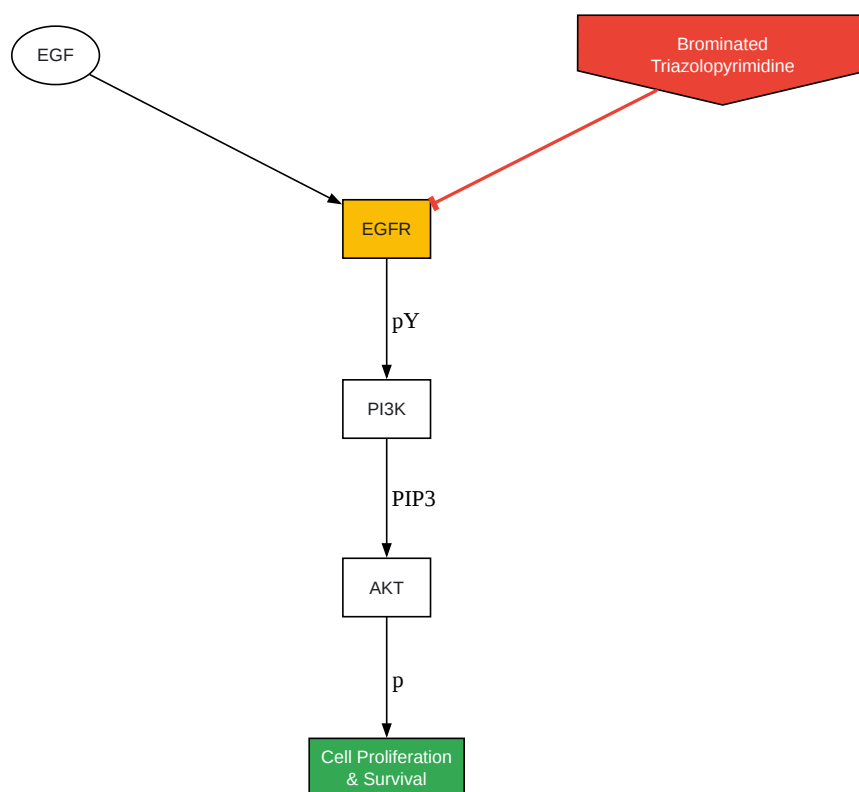 EGF
Brominated
Triazolopyrimidine
EGFR
pY
PI3K
PIP3
AKT
p
Cell Proliferation
& Survival